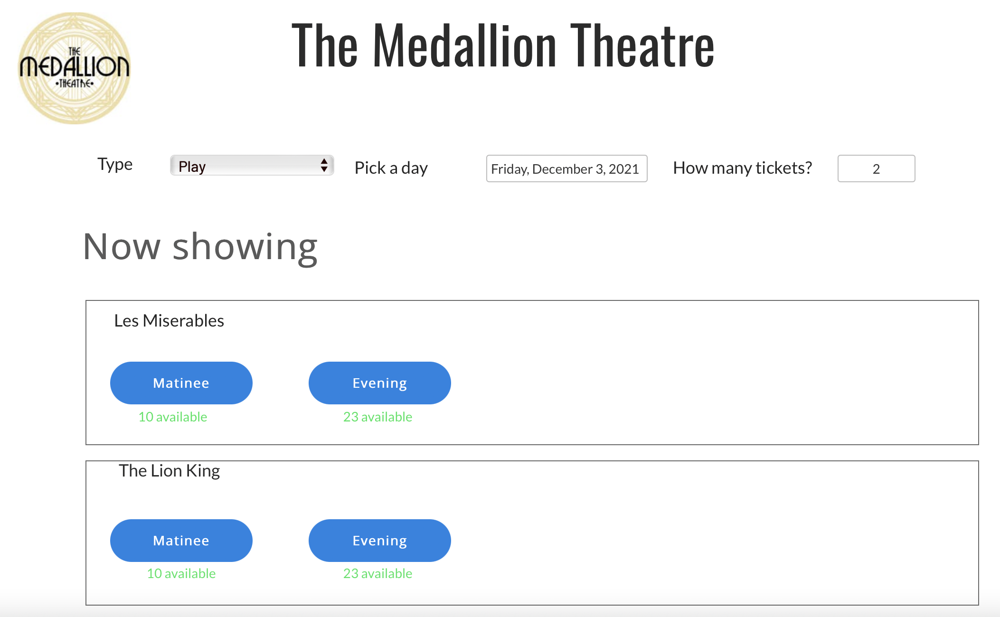 THE
MEDALLION
•THEATRE•
The Medallion Theatre
Type
Play
Pick a day
Friday, December 3, 2021
How many tickets?
2
Now showing
Les Miserables
Matinee
Evening
10 available
23 available
The Lion King
Matinee
Evening
10 available
23 available